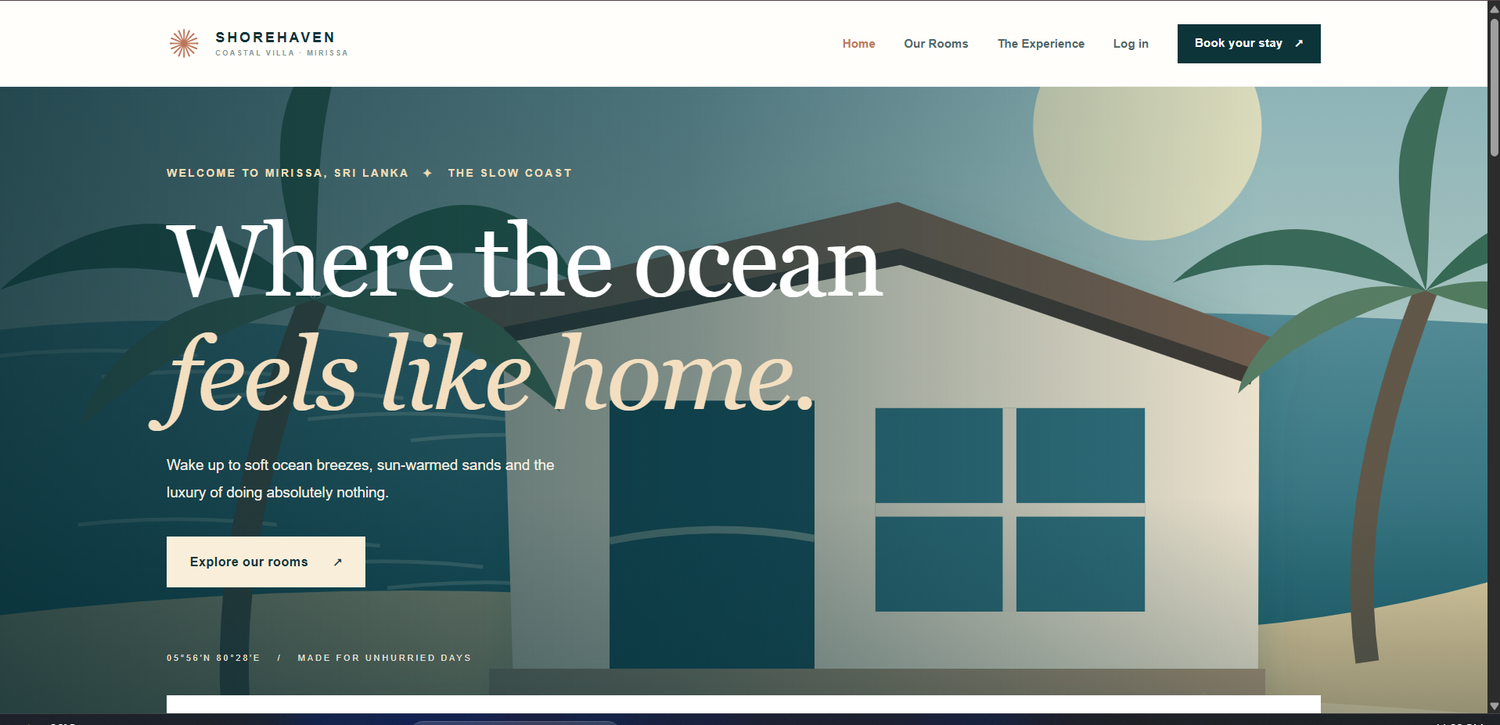 SHOREHAVEN
COASTAL VILLA · MIRISSA
Home
Our Rooms
The Experience
Log in
Book your stay ↗
WELCOME TO MIRISSA, SRI LANKA ✦ THE SLOW COAST
Where the ocean
feels like home.
Wake up to soft ocean breezes, sun-warmed sands and the
luxury of doing absolutely nothing.
Explore our rooms ↗
05°56'N 80°28'E / MADE FOR UNHURRIED DAYS